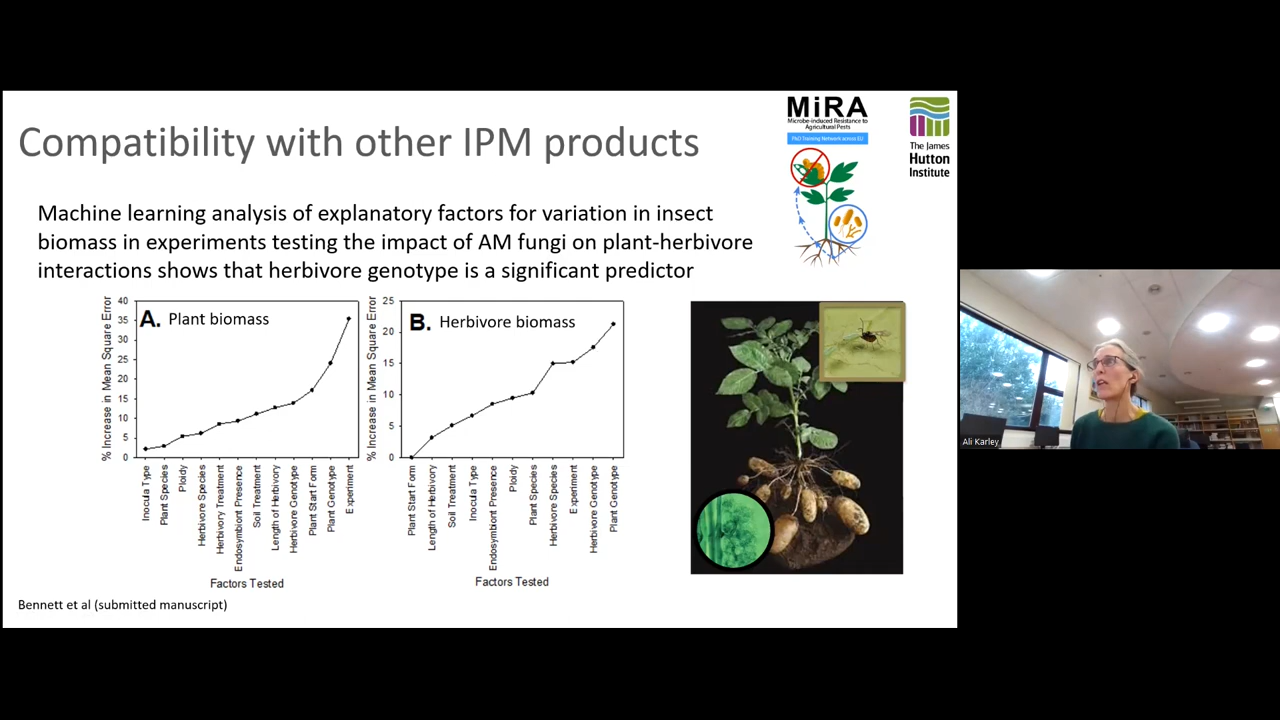 Compatibility with other IPM products
MiRA
Microbe-induced Resistance to
Agricultural Pests
PhD Training Network across EU
The James
Hutton
Institute
Machine learning analysis of explanatory factors for variation in insect
biomass in experiments testing the impact of AM fungi on plant-herbivore
interactions shows that herbivore genotype is a significant predictor
A. Plant biomass
% Increase in Mean Square Error
40
35
30
25
20
15
10
5
0
Inocula Type
Plant Species
Ploidy
Herbivore Species
Herbivory Treatment
Endosymbiont Presence
Soil Treatment
Length of Herbivory
Herbivore Genotype
Plant Start Form
Plant Genotype
Experiment
Factors Tested
B. Herbivore biomass
% Increase in Mean Square Error
25
20
15
10
5
0
Plant Start Form
Length of Herbivory
Soil Treatment
Inocula Type
Endosymbiont Presence
Ploidy
Plant Species
Herbivore Species
Experiment
Herbivore Genotype
Plant Genotype
Factors Tested
Bennett et al (submitted manuscript)
Ali Karley